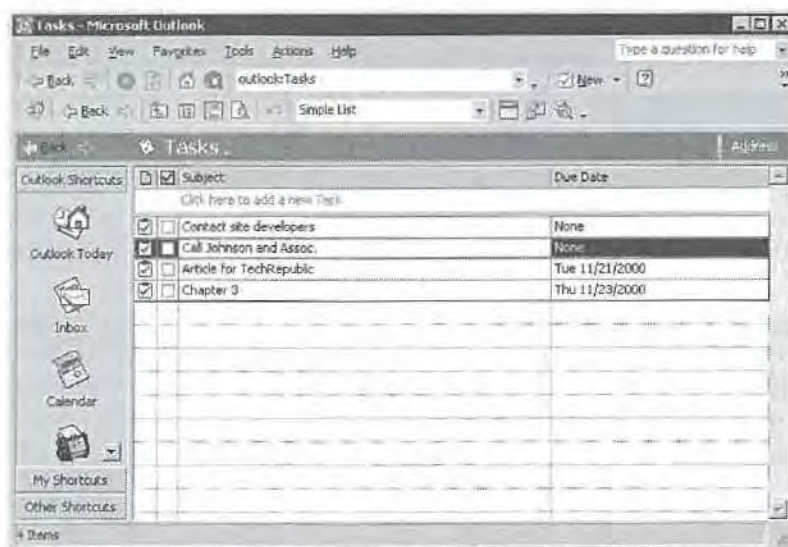 Tasks - Microsoft Outlook
File Edit View Favorites Tools Actions Help Type a question for help
Back outlook:Tasks New
Back Simple List
Back Tasks. Address
Outlook Shortcuts Subject Due Date
Click here to add a new Task
Contact site developers None
Outlook Today Call Johnson and Assoc. None
Article for TechRepublic Tue 11/21/2000
Chapter 3 Thu 11/23/2000
Inbox
Calendar
My Shortcuts
Other Shortcuts
4 Items